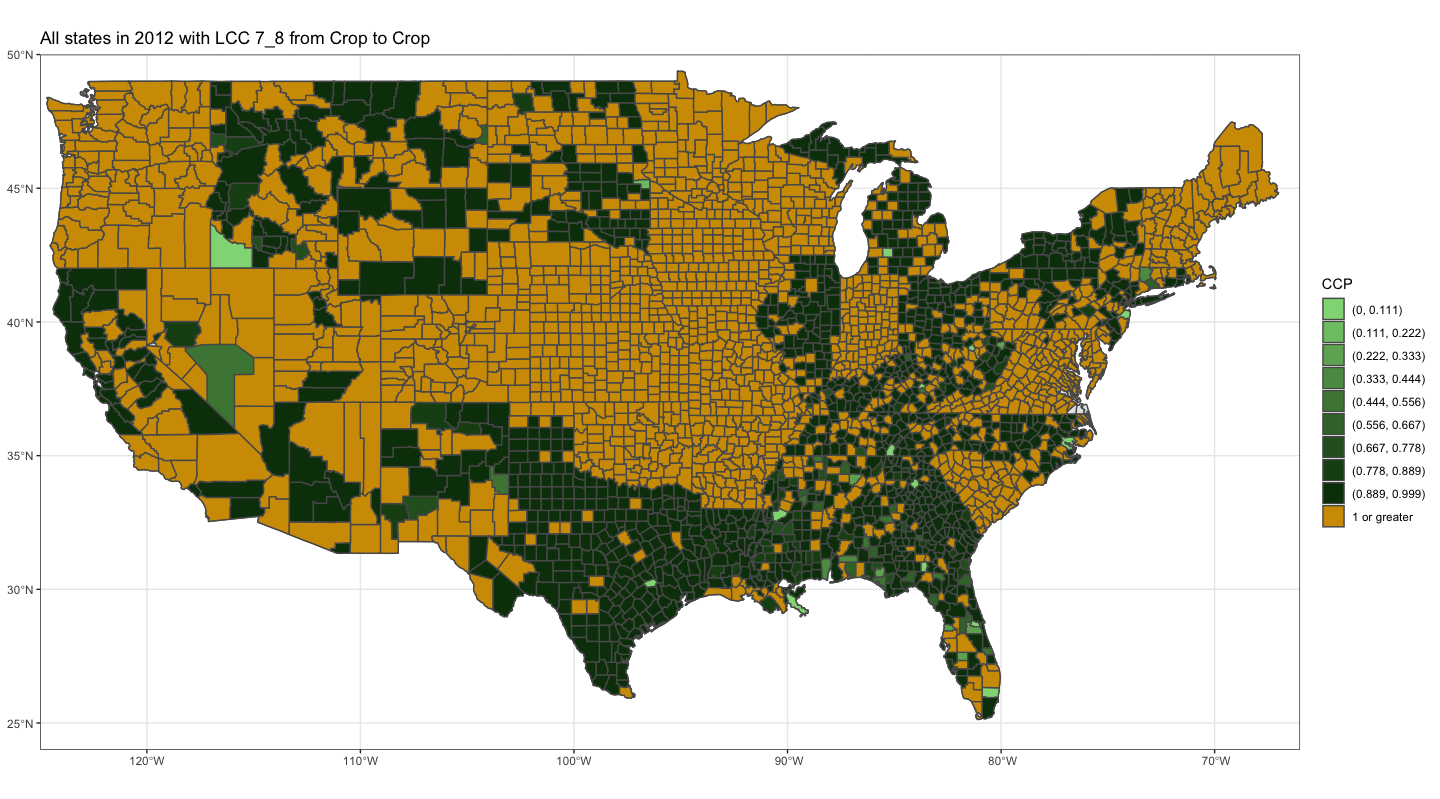 All states in 2012 with LCC 7_8 from Crop to Crop
50°N
45°N
40°N
35°N
30°N
25°N
120°W
110°W
100°W
90°W
80°W
70°W
CCP
(0, 0.111)
(0.111, 0.222)
(0.222, 0.333)
(0.333, 0.444)
(0.444, 0.556)
(0.556, 0.667)
(0.667, 0.778)
(0.778, 0.889)
(0.889, 0.999)
1 or greater